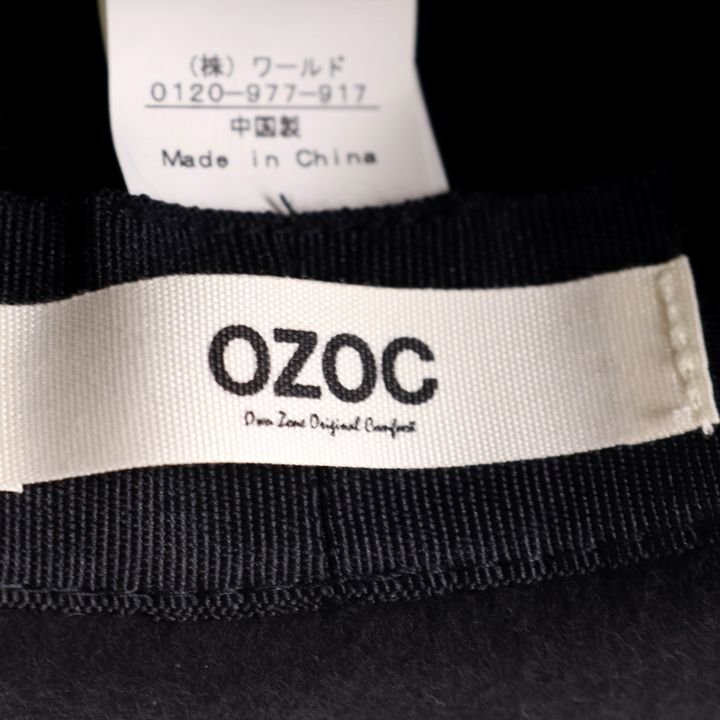 （株）ワールド
0120-977-917
中国製
Made in China
OZOC
Own Zone Original Comfort